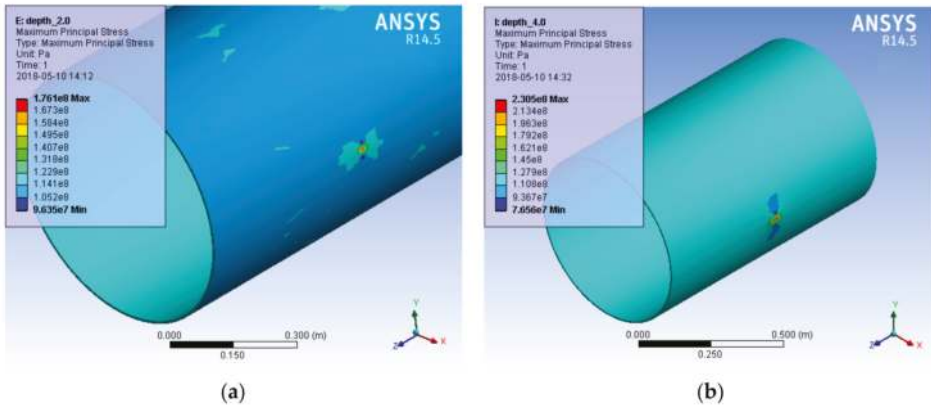 E: depth_2.0
Maximum Principal Stress
Type: Maximum Principal Stress
Unit: Pa
Time: 1
2018-05-10 14:12
1.761e8 Max
1.673e8
1.584e8
1.495e8
1.407e8
1.318e8
1.229e8
1.141e8
1.052e8
9.635e7 Min
ANSYS
R14.5
0.000
0.300 (m)
0.150
Y
Z
X
(a)
I: depth_4.0
Maximum Principal Stress
Type: Maximum Principal Stress
Unit: Pa
Time: 1
2018-05-10 14:32
2.305e8 Max
2.134e8
1.963e8
1.792e8
1.621e8
1.45e8
1.279e8
1.108e8
9.367e7
7.656e7 Min
ANSYS
R14.5
0.000
0.500 (m)
0.250
Y
Z
X
(b)